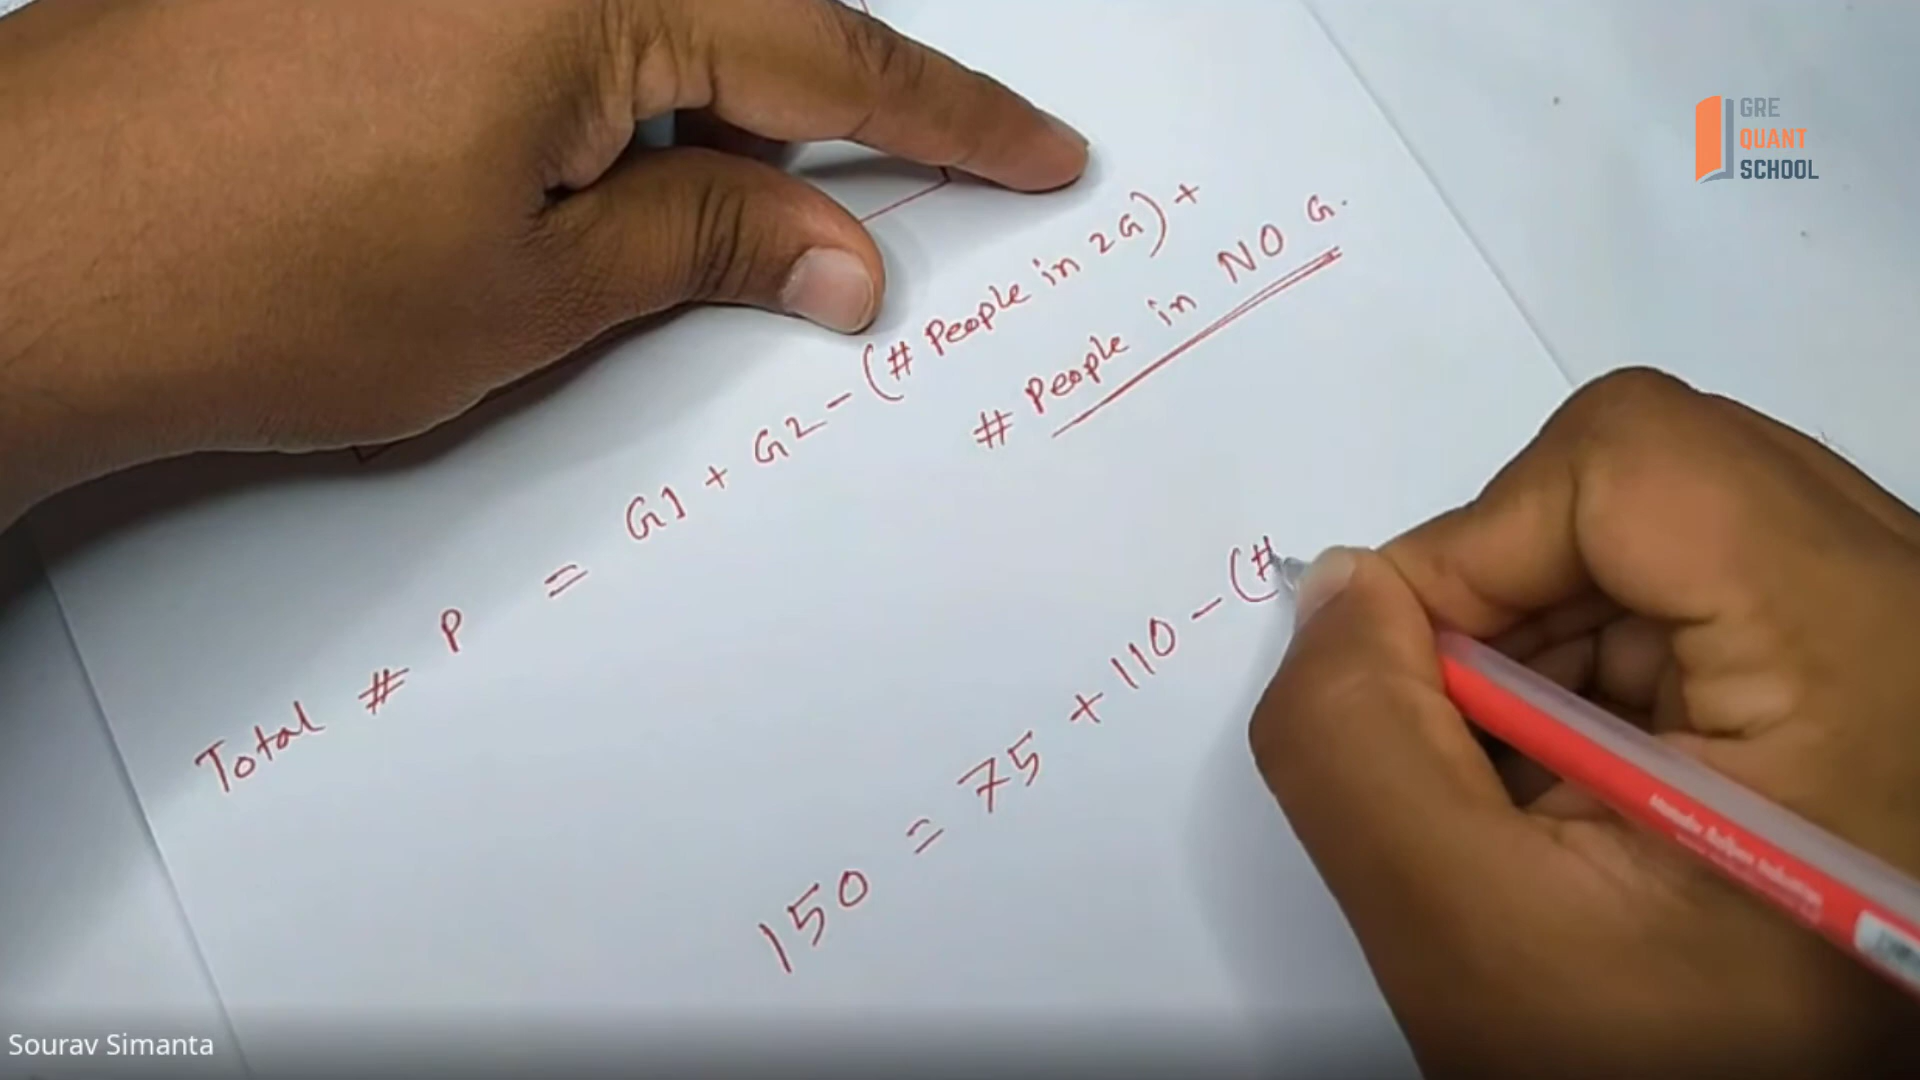 GRE
QUANT
SCHOOL
Total # P = G1 + G2 - (# People in 2G) +
# People in NO G.
150 = 75 + 110 - (#
Sourav Simanta